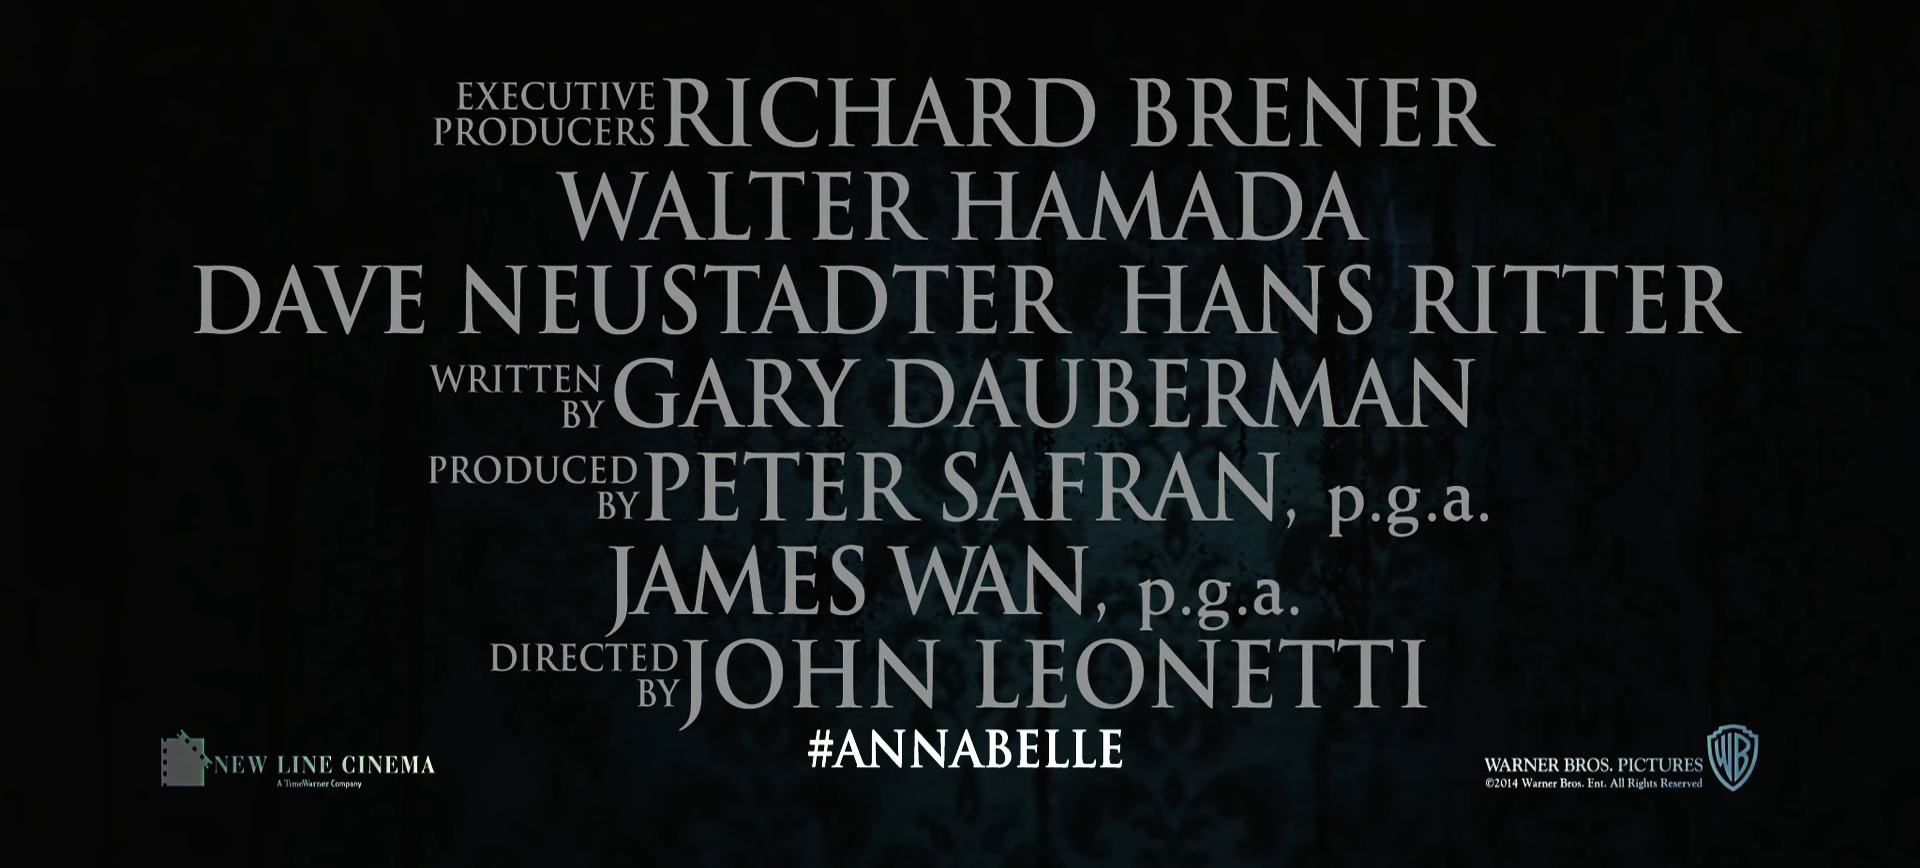 EXECUTIVE PRODUCERS RICHARD BRENER
WALTER HAMADA
DAVE NEUSTADTER HANS RITTER
WRITTEN BY GARY DAUBERMAN
PRODUCED BY PETER SAFRAN, p.g.a.
JAMES WAN, p.g.a.
DIRECTED BY JOHN LEONETTI
#ANNABELLE
NEW LINE CINEMA
A TimeWarner Company
WARNER BROS. PICTURES
©2014 Warner Bros. Ent. All Rights Reserved
WB